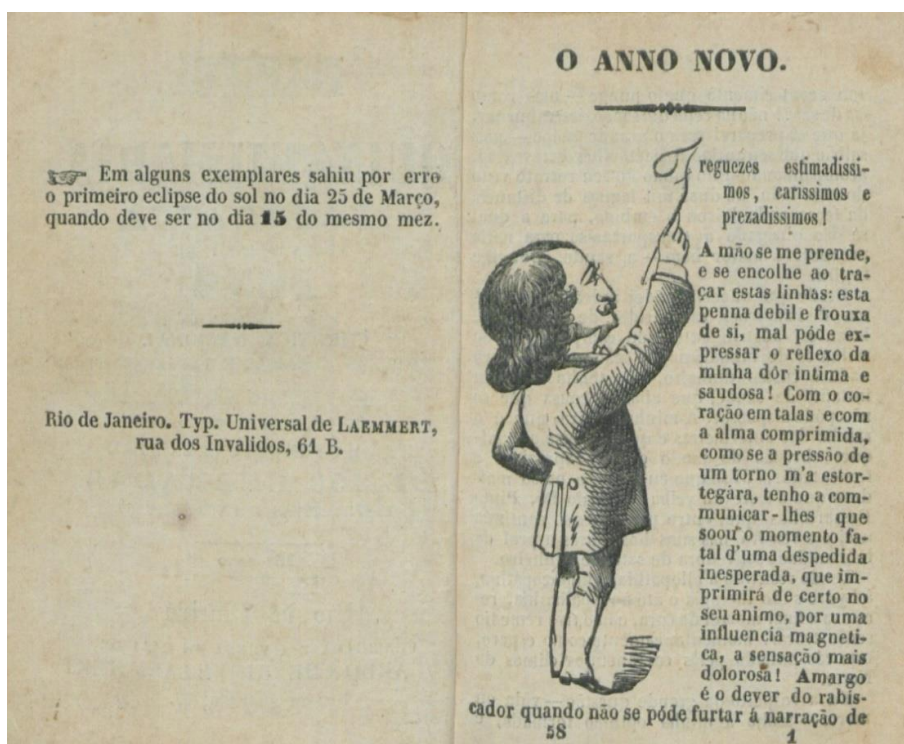 ☞ Em alguns exemplares sahiu por erro
o primeiro eclipse do sol no dia 25 de Março,
quando deve ser no dia 15 do mesmo mez.
Rio de Janeiro. Typ. Universal de LAEMMERT,
rua dos Invalidos, 61 B.
O ANNO NOVO.
reguezes estimadissi-
mos, carissimos e
prezadissimos!
A mão se me prende,
e se encolhe ao tra-
çar estas linhas: esta
penna debil e frouxa
de si, mal póde ex-
pressar o reflexo da
minha dôr intima e
saudosa! Com o co-
ração em talas e com
a alma comprimida,
como se a pressão de
um torno m'a estor-
tegára, tenho a com-
municar-lhes que
soou o momento fa-
tal d'uma despedida
inesperada, que im-
primirá de certo no
seu animo, por uma
influencia magneti-
ca, a sensação mais
dolorosa! Amargo
é o dever do rabis-
cador quando não se póde furtar á narração de
58 1